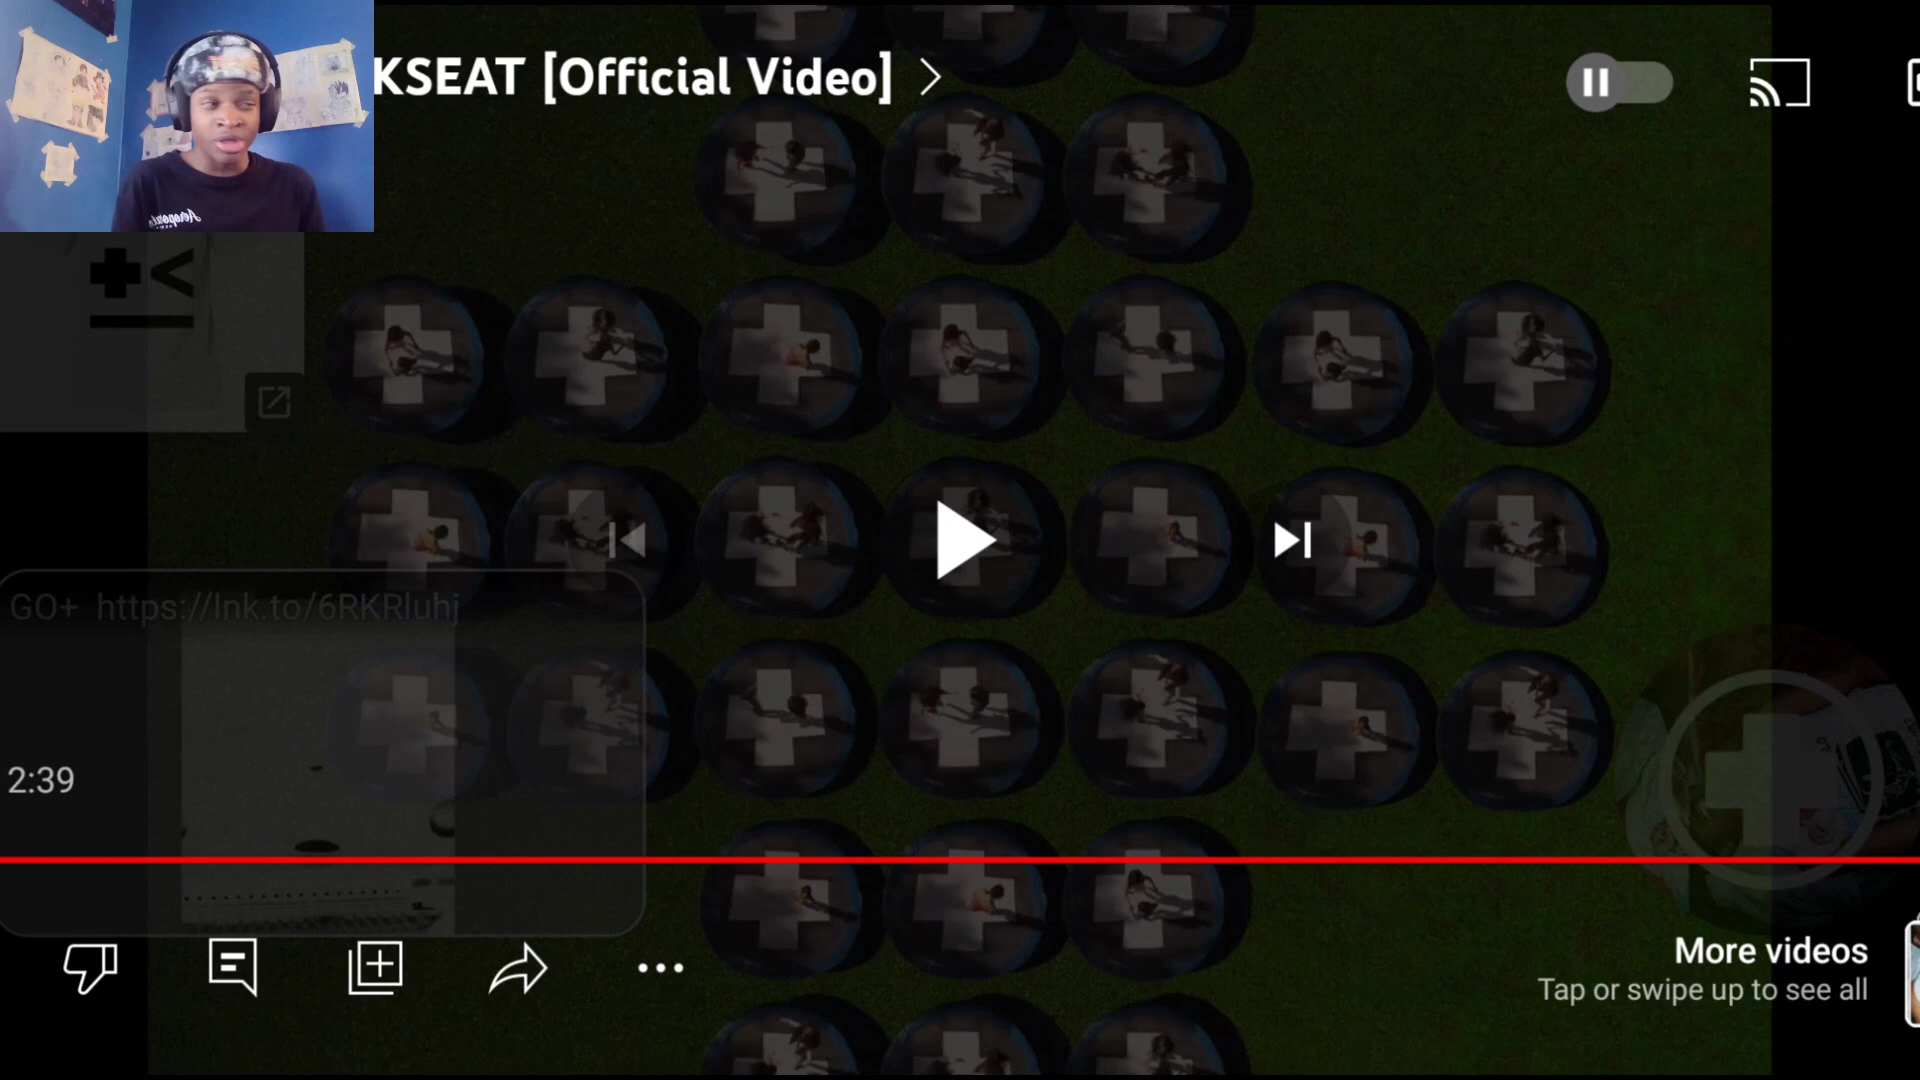 KSEAT [Official Video]
GO+ https://lnk.to/6RKRluhj
2:39
More videos
Tap or swipe up to see all